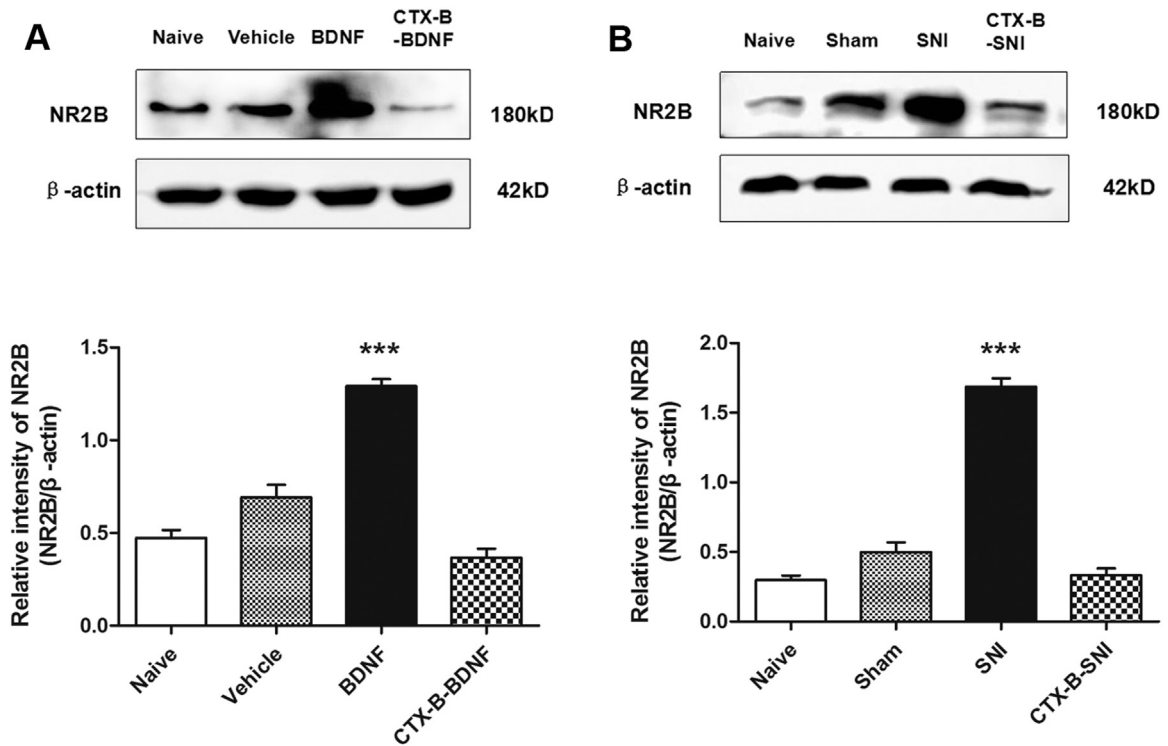 A
Naive Vehicle BDNF CTX-B
-BDNF
NR2B 180kD
β -actin 42kD
Relative intensity of NR2B
(NR2B/β -actin)
1.5
1.0
0.5
0.0
***
Naive Vehicle BDNF CTX-B-BDNF
B
Naive Sham SNI CTX-B
-SNI
NR2B 180kD
β -actin 42kD
Relative intensity of NR2B
(NR2B/β -actin)
2.0
1.5
1.0
0.5
0.0
***
Naive Sham SNI CTX-B-SNI